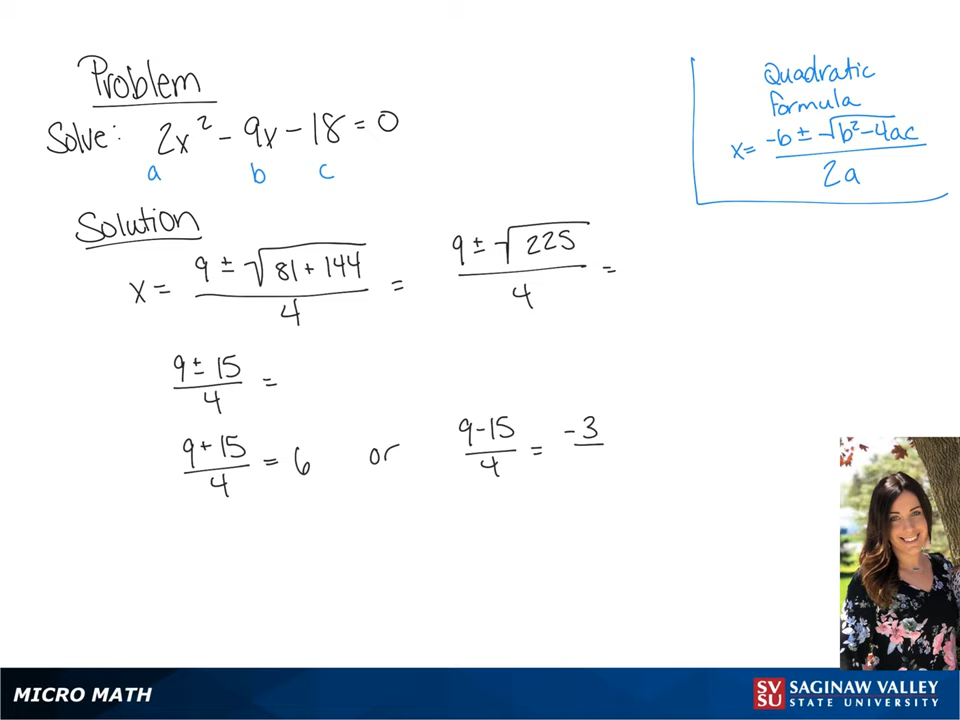 Problem
Solve: 2x² - 9x - 18 = 0
a b c
Quadratic
formula
x = (-b ± √(b² - 4ac)) / 2a
Solution
x = (9 ± √(81 + 144)) / 4 = (9 ± √225) / 4 =
(9 ± 15) / 4 =
(9 + 15) / 4 = 6 or (9 - 15) / 4 = -3
MICRO MATH
SV
SU
SAGINAW VALLEY
STATE UNIVERSITY